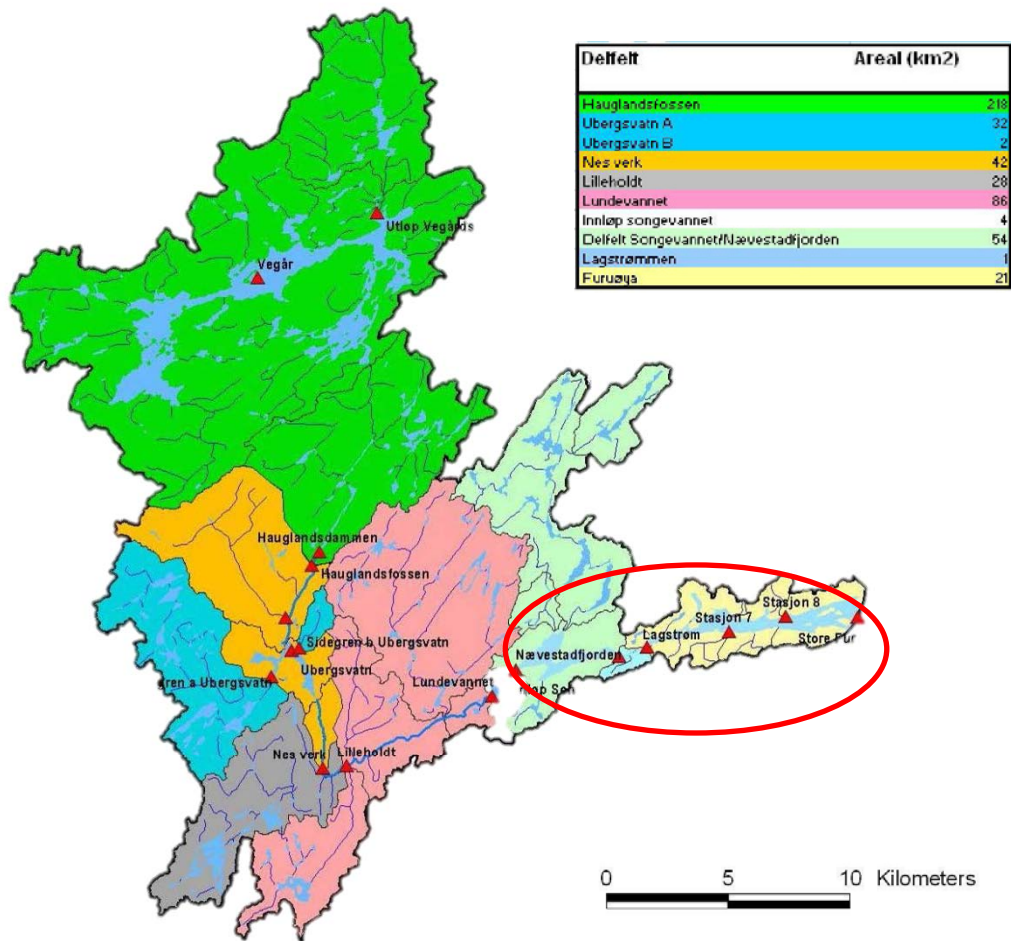 Delfelt Areal (km2)
Hauglandsfossen 218
Ubergsvatn A 32
Ubergsvatn B 2
Nes verk 42
Lilleholdt 28
Lundevannet 86
Innløp songevannet 4
Delfelt Songevannet/Nævestadfjorden 54
Lagstrømmen 1
Furuøya 21
Utløp Vegårds
Vegår
Hauglandsdammen
Hauglandsfossen
Stasjon 8
Stasjon 7
Store Fur
Lagstrøm
Sidegren b Ubergsvatn
Nævestadfjorden
Ubergsvatn
gren a Ubergsvatn
Lundevannet
Nes verk
Lilleholdt
0 5 10 Kilometers